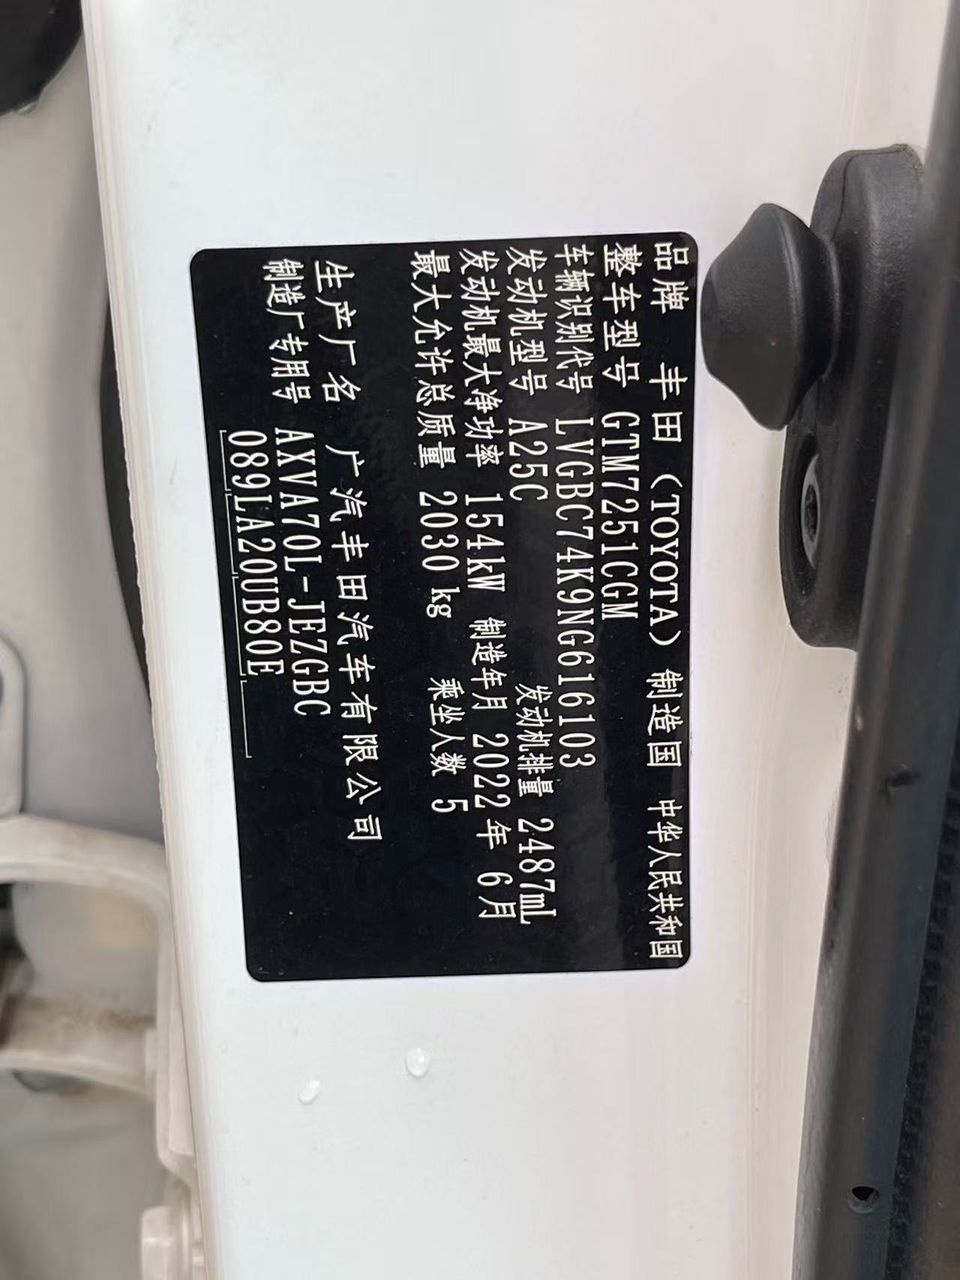 品牌 丰田（TOYOTA）制造国 中华人民共和国
整车型号 GTM7251CGM
车辆识别代号 LVGBC74K9NG616103
发动机型号 A25C 发动机排量 2487mL
发动机最大净功率 154kW 制造年月 2022年 6月
最大允许总质量 2030 kg 乘坐人数 5
生产厂名 广汽丰田汽车有限公司
制造厂专用号 AXVA70L-JEZGBC
089LA20UB80E